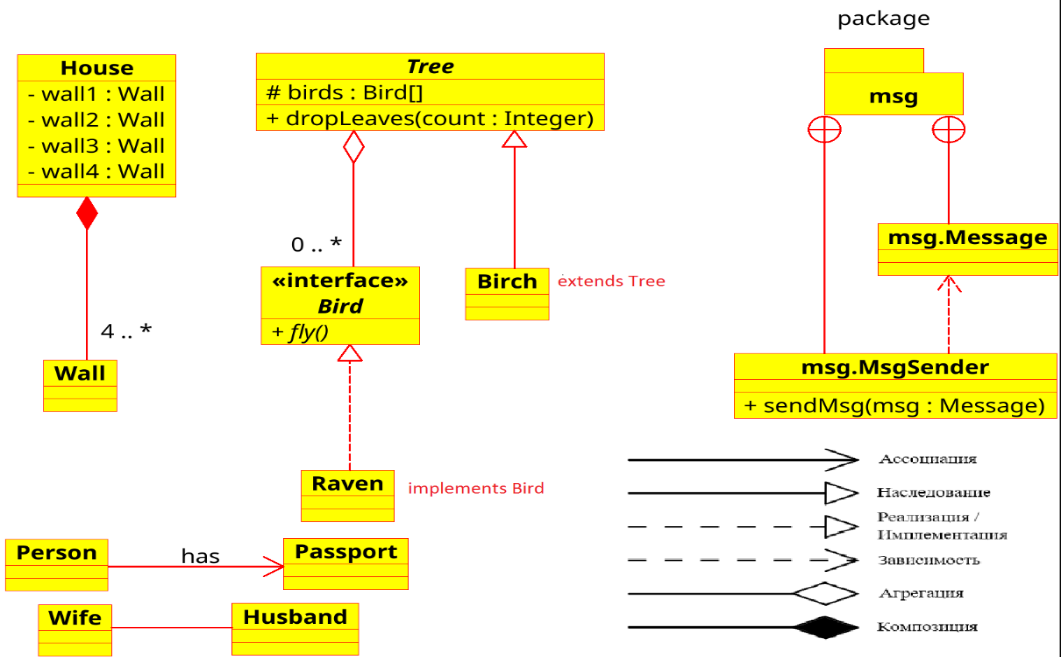 package
House
- wall1 : Wall
- wall2 : Wall
- wall3 : Wall
- wall4 : Wall
4 .. *
Wall
Tree
# birds : Bird[]
+ dropLeaves(count : Integer)
0 .. *
«interface»
Bird
+ fly()
Birch
extends Tree
Raven
implements Bird
msg
msg.Message
msg.MsgSender
+ sendMsg(msg : Message)
Person
has
Passport
Wife
Husband
Ассоциация
Наследование
Реализация /
Имплементация
Зависимость
Агрегация
Композиция